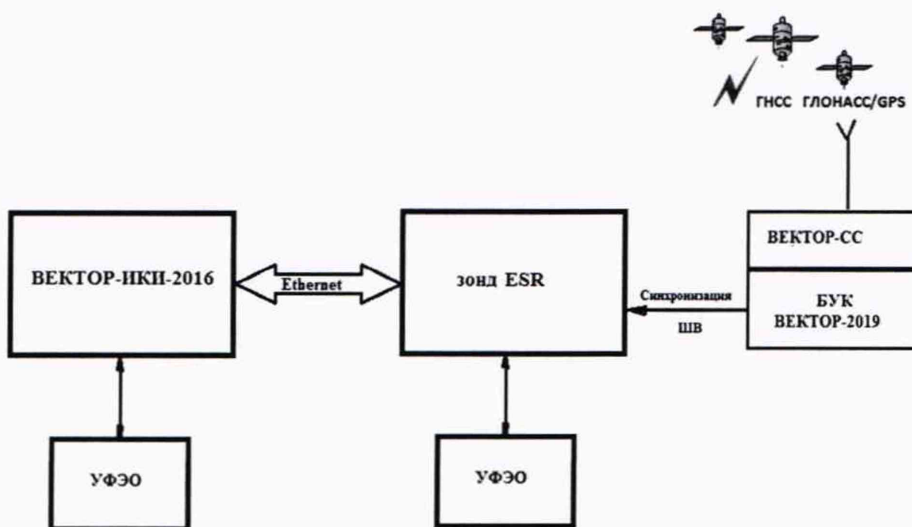 ГНСС ГЛОНАСС/GPS
ВЕКТОР-ИКИ-2016
Ethernet
зонд ESR
Синхронизация
ШВ
ВЕКТОР-СС
БУК
ВЕКТОР-2019
УФЭО
УФЭО